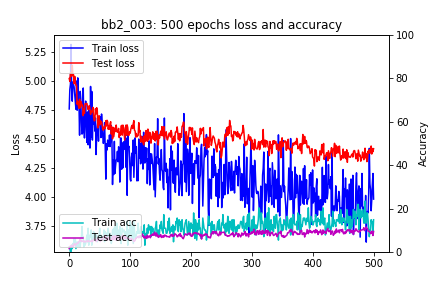 bb2_003: 500 epochs loss and accuracy
Train loss
Test loss
Train acc
Test acc
Loss
5.25
5.00
4.75
4.50
4.25
4.00
3.75
100
80
60
40
20
0
Accuracy
0
100
200
300
400
500